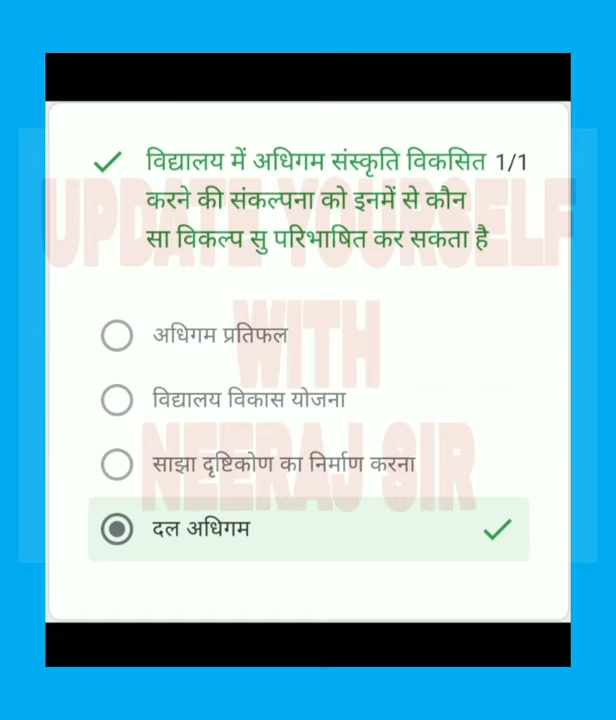 विद्यालय में अधिगम संस्कृति विकसित 1/1
करने की संकल्पना को इनमें से कौन
सा विकल्प सु परिभाषित कर सकता है
UPDATE YOURSELF
अधिगम प्रतिफल
WITH
विद्यालय विकास योजना
साझा दृष्टिकोण का निर्माण करना
NEERAJ SIR
दल अधिगम